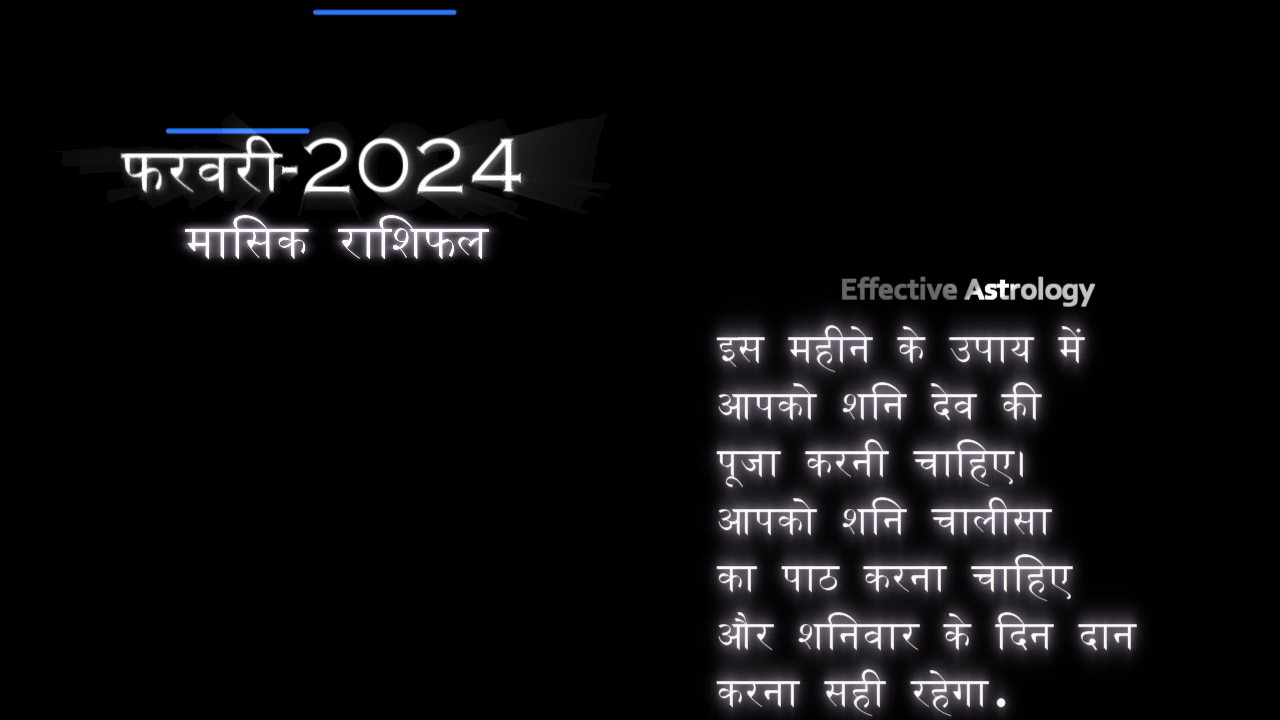 फरवरी-2024
मासिक राशिफल
Effective Astrology
इस महीने के उपाय में
आपको शनि देव की
पूजा करनी चाहिए।
आपको शनि चालीसा
का पाठ करना चाहिए
और शनिवार के दिन दान
करना सही रहेगा.